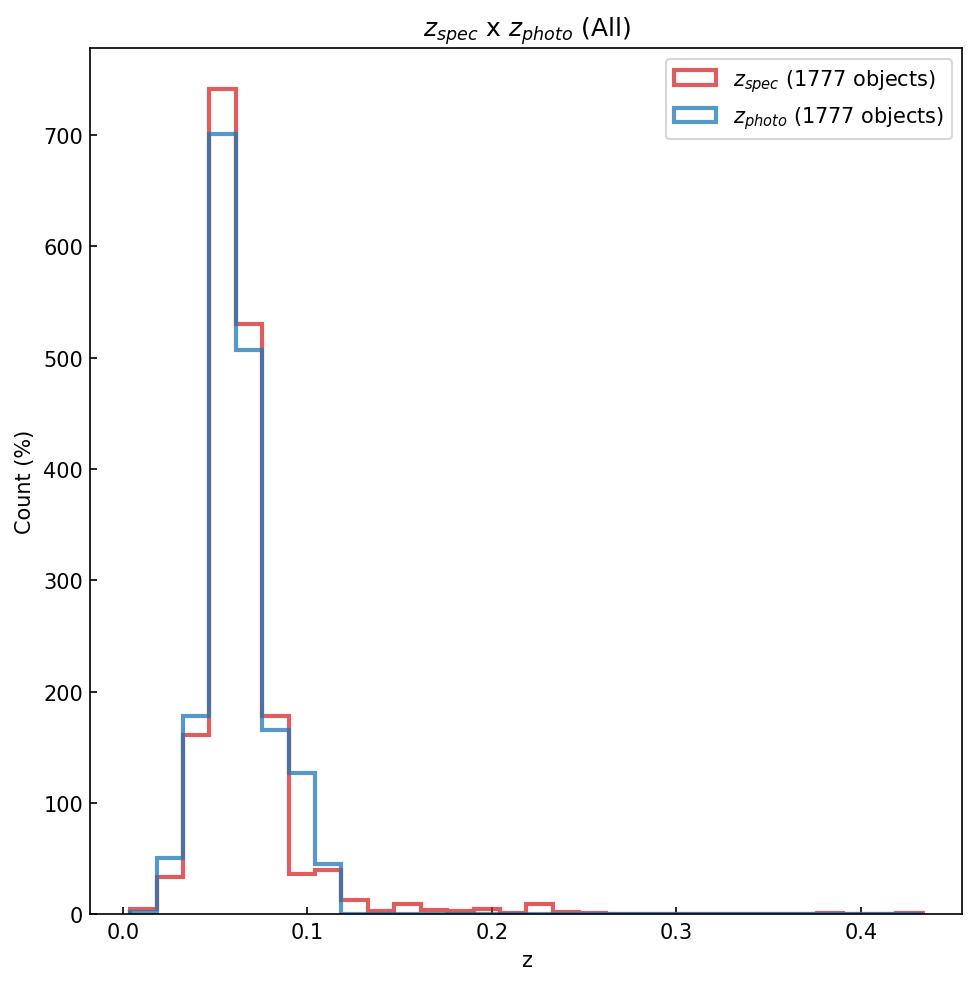 z_spec x z_photo (All)
z_spec (1777 objects)
z_photo (1777 objects)
Count (%)
700
600
500
400
300
200
100
0
0.0 0.1 0.2 0.3 0.4
z